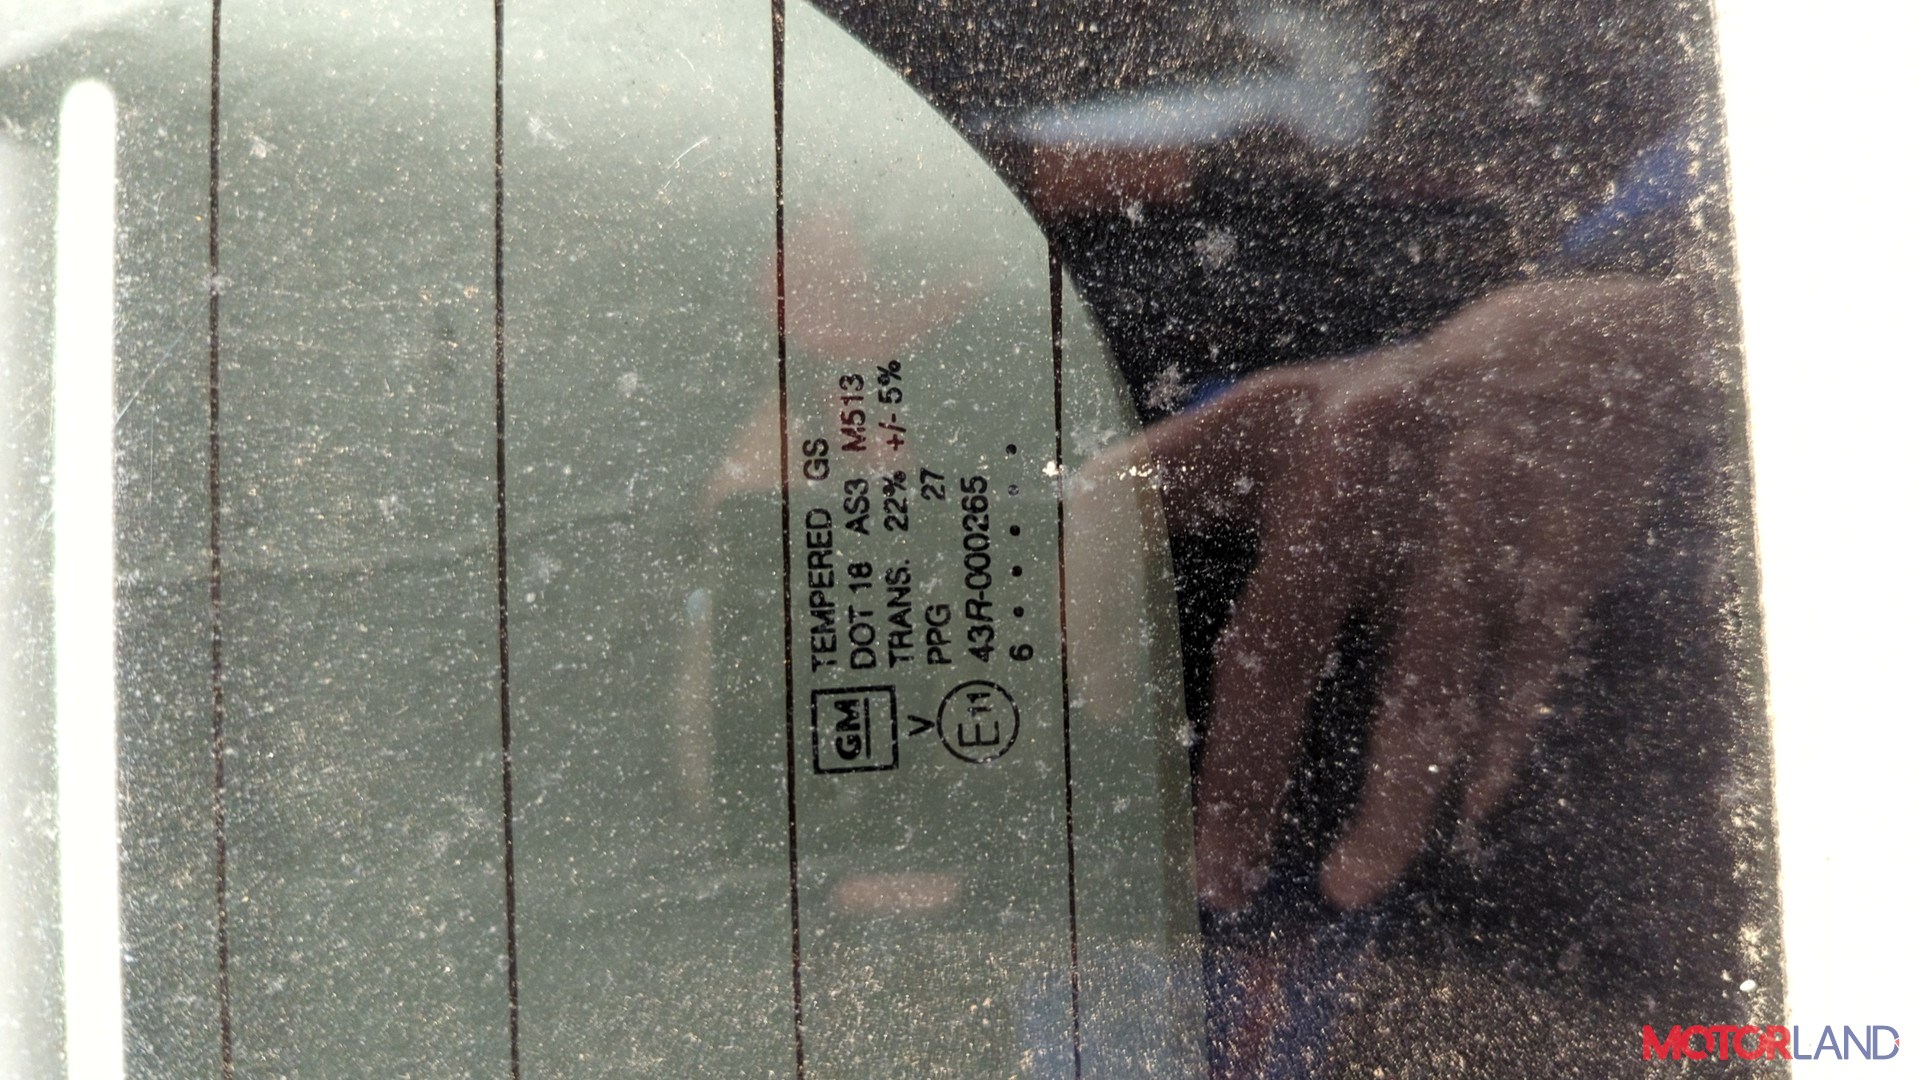 GM TEMPERED GS
DOT 18 AS3 M513
TRANS. 22% +/- 5%
V PPG 27
E11 43R-000265
6 . . . . .
MOTORLAND